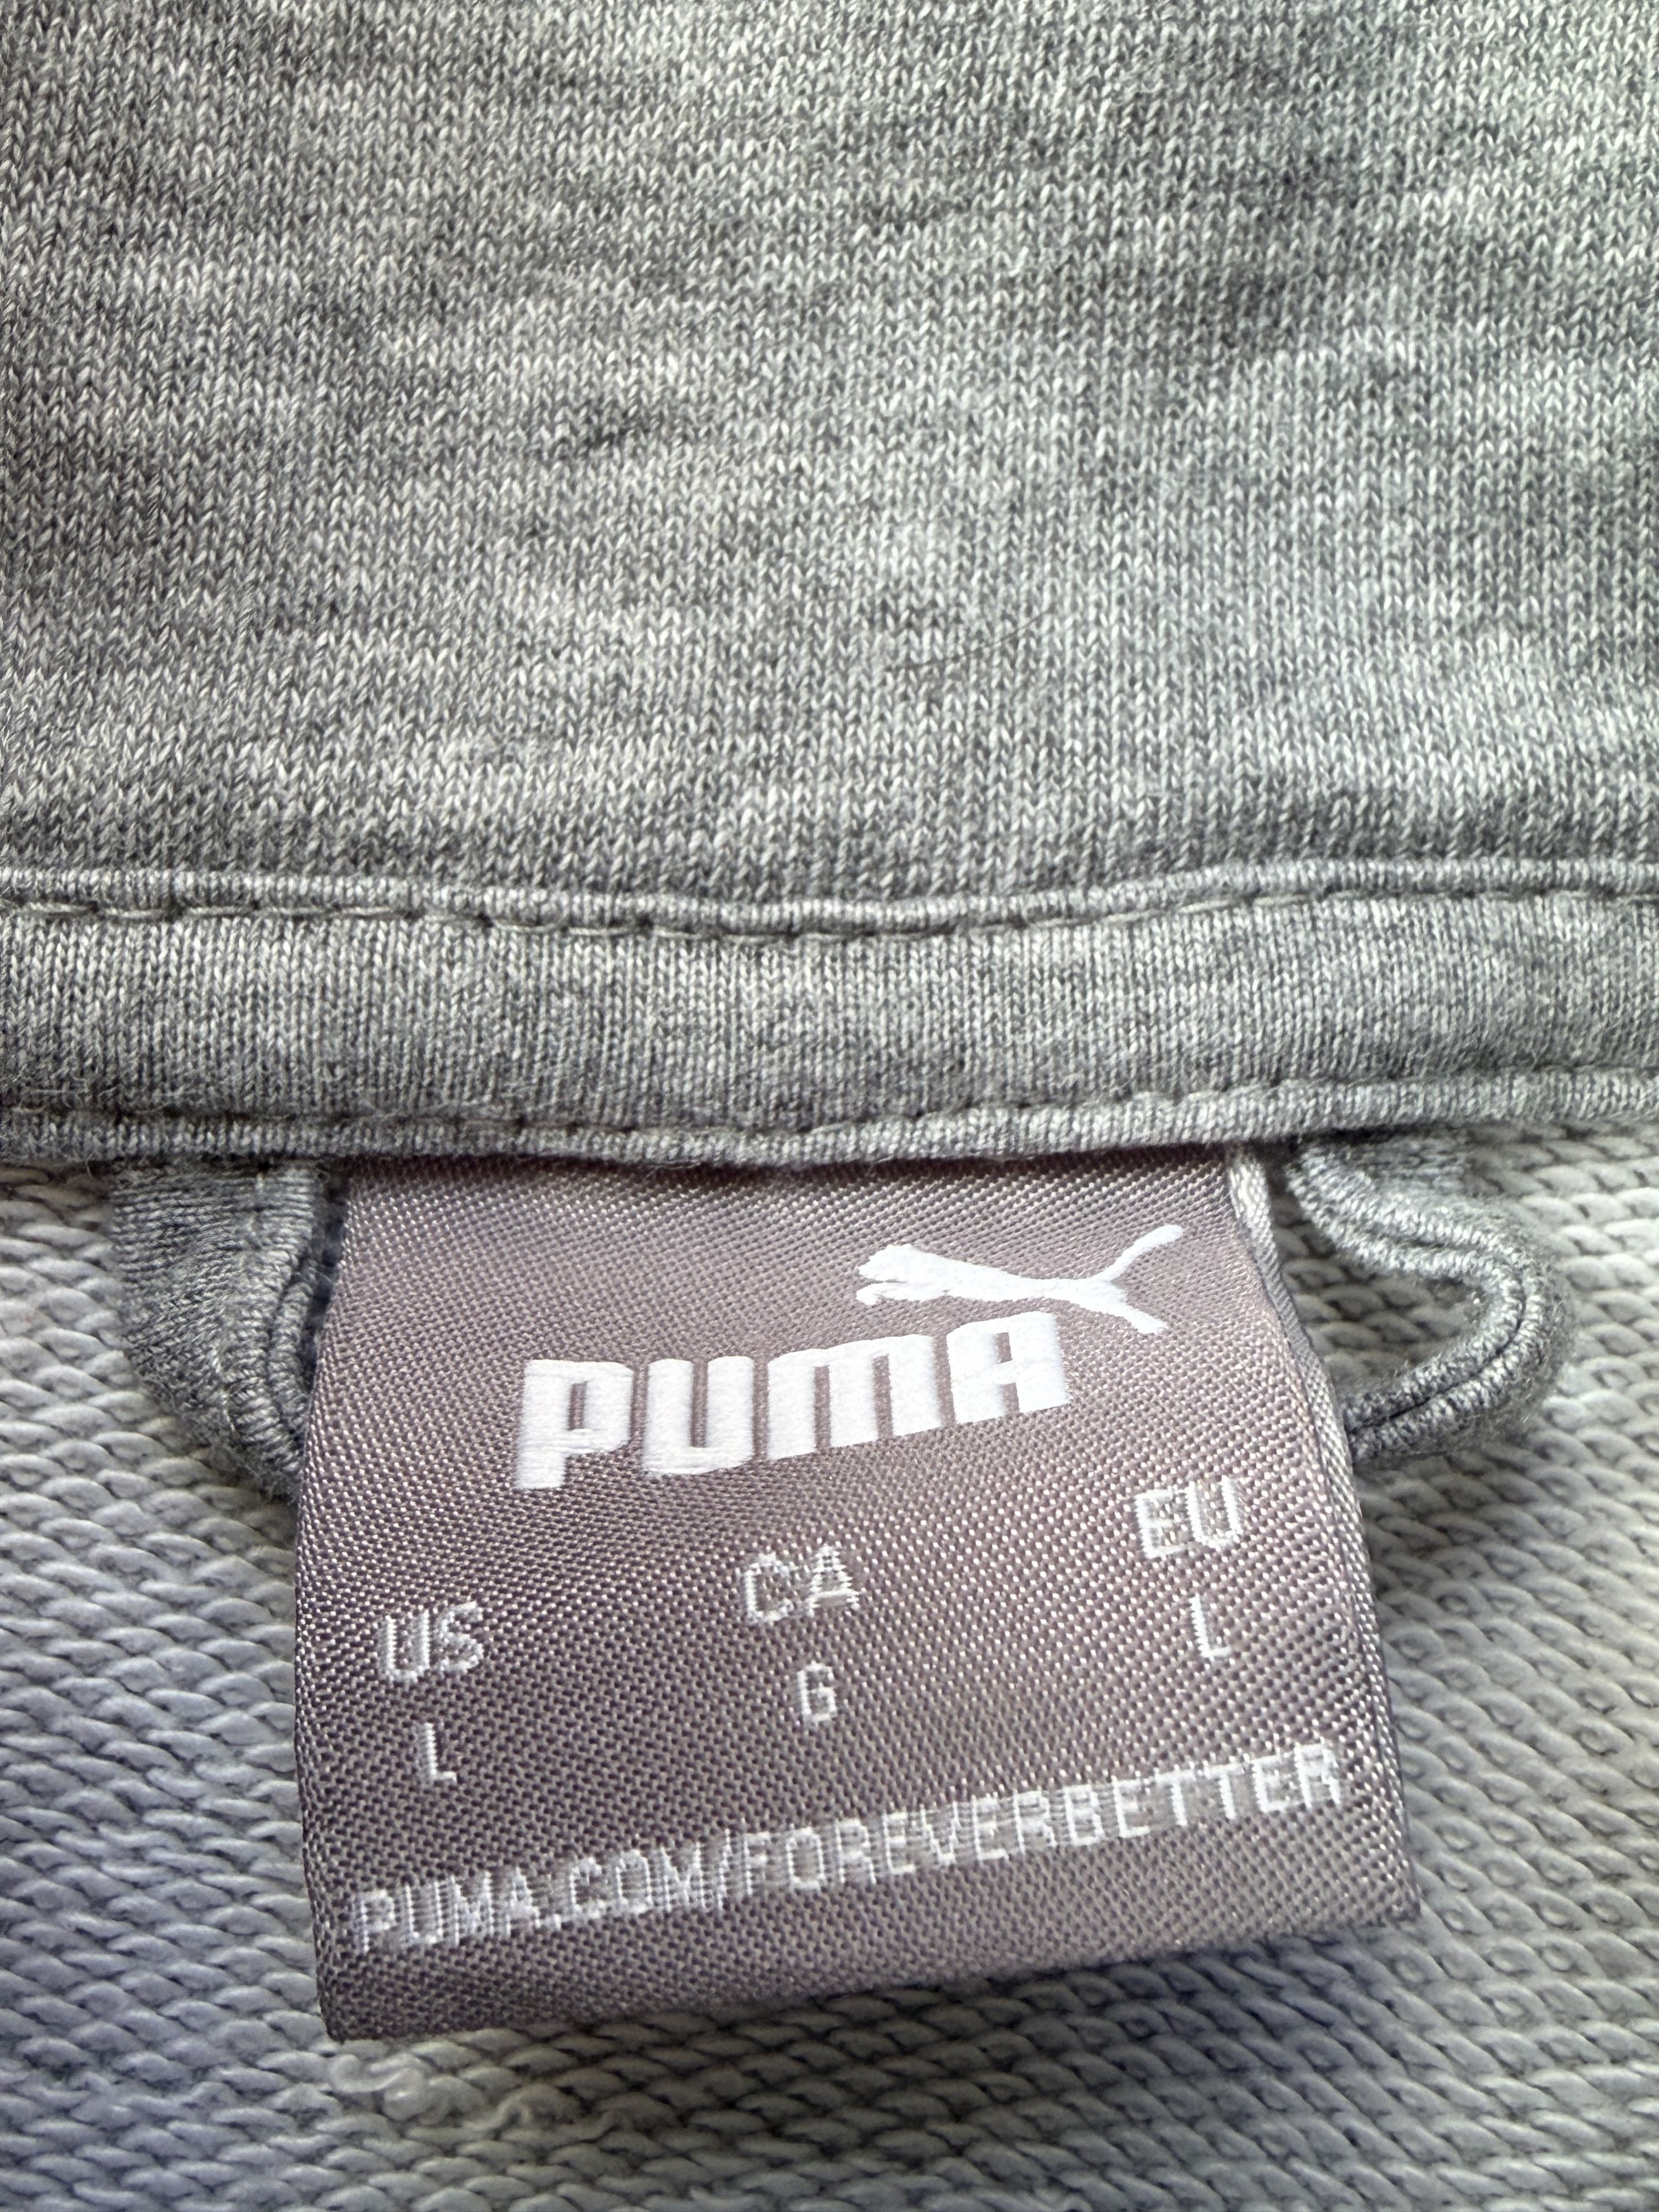 PUMA
US CA EU
L G L
PUMA.COM/FOREVERBETTER